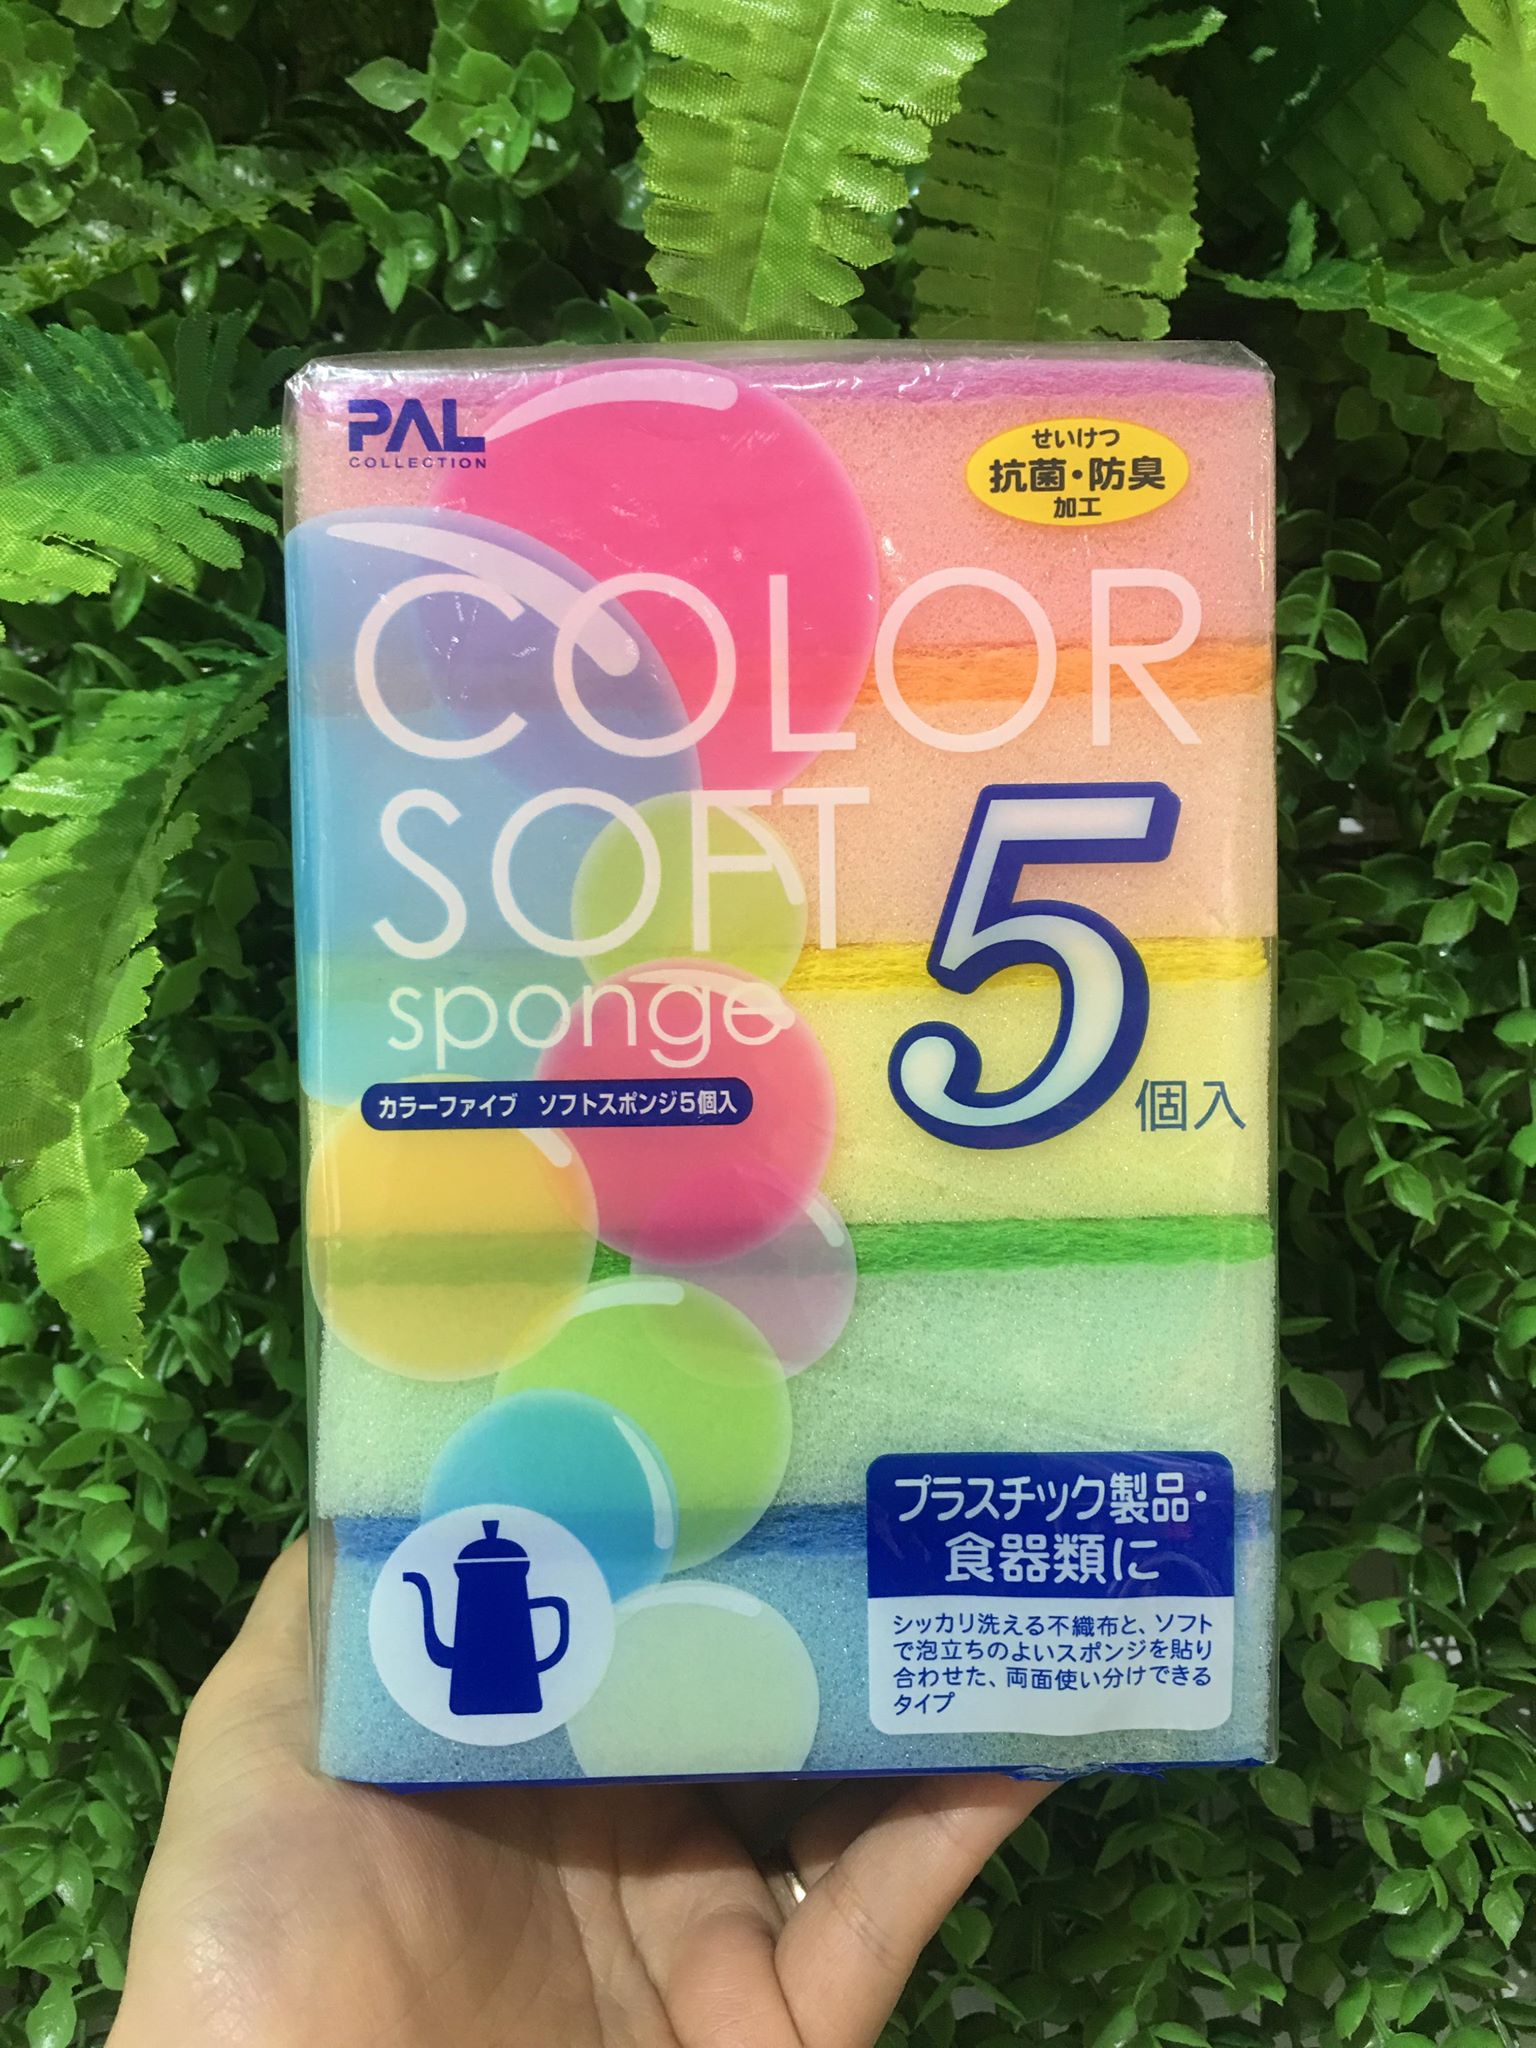 PAL
COLLECTION
せいけつ
抗菌・防臭
加工
COLOR
SOFT
sponge
5
個入
カラーファイブ ソフトスポンジ5個入
プラスチック製品・
食器類に
シッカリ洗える不織布と、ソフト
で泡立ちのよいスポンジを貼り
合わせた、両面使い分けできる
タイプ